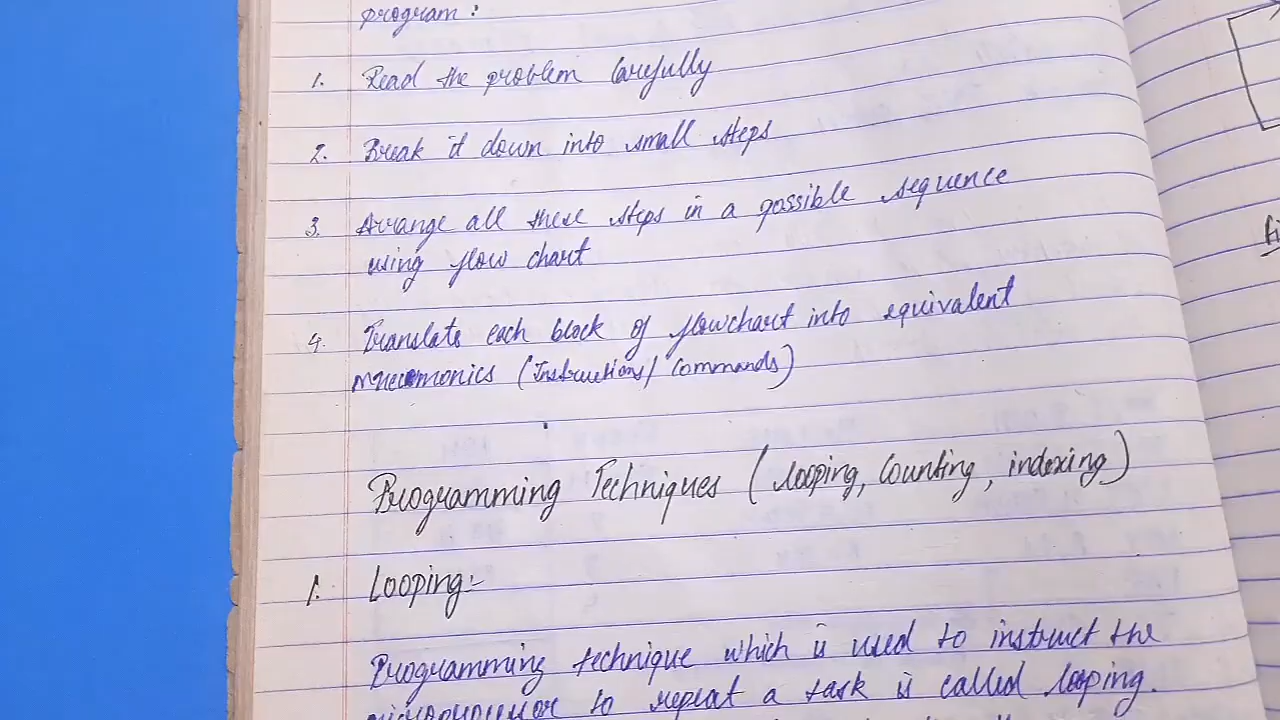 program :
1. Read the problem Carefully
2. Break it down into small steps
3. Arrange all these steps in a possible sequence
using flow chart
4. Translate each block of flowchart into equivalent
mnemonics (Instructions/ Commands)
Programming Techniques (looping, Counting, indexing)
1. Looping:-
Programming technique which is used to instruct the
microprocessor to repeat a task is called looping.